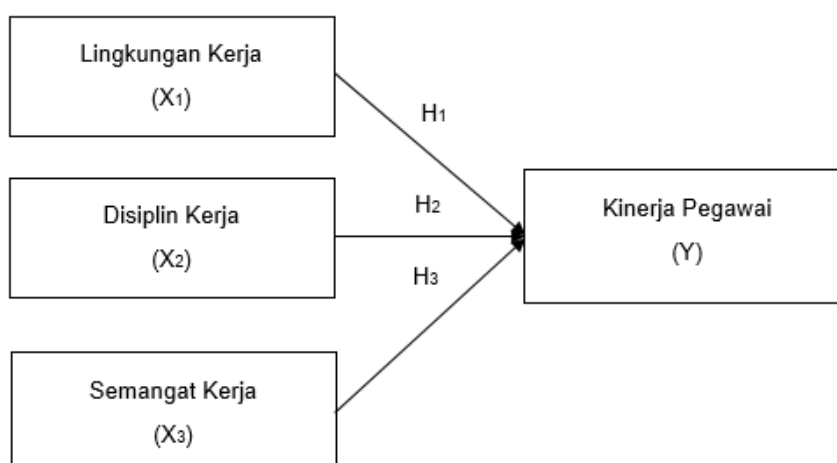 Lingkungan Kerja
(X1)
H1
Disiplin Kerja
(X2)
H2
Kinerja Pegawai
(Y)
H3
Semangat Kerja
(X3)